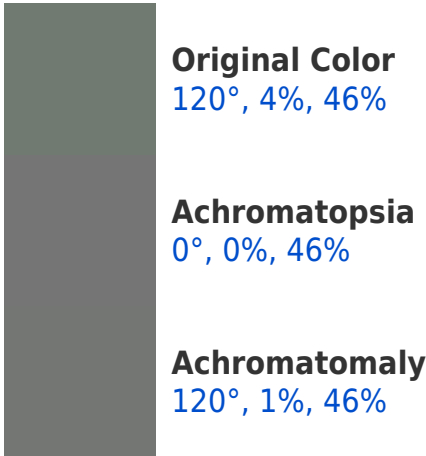 Original Color
120°, 4%, 46%
Achromatopsia
0°, 0%, 46%
Achromatomaly
120°, 1%, 46%